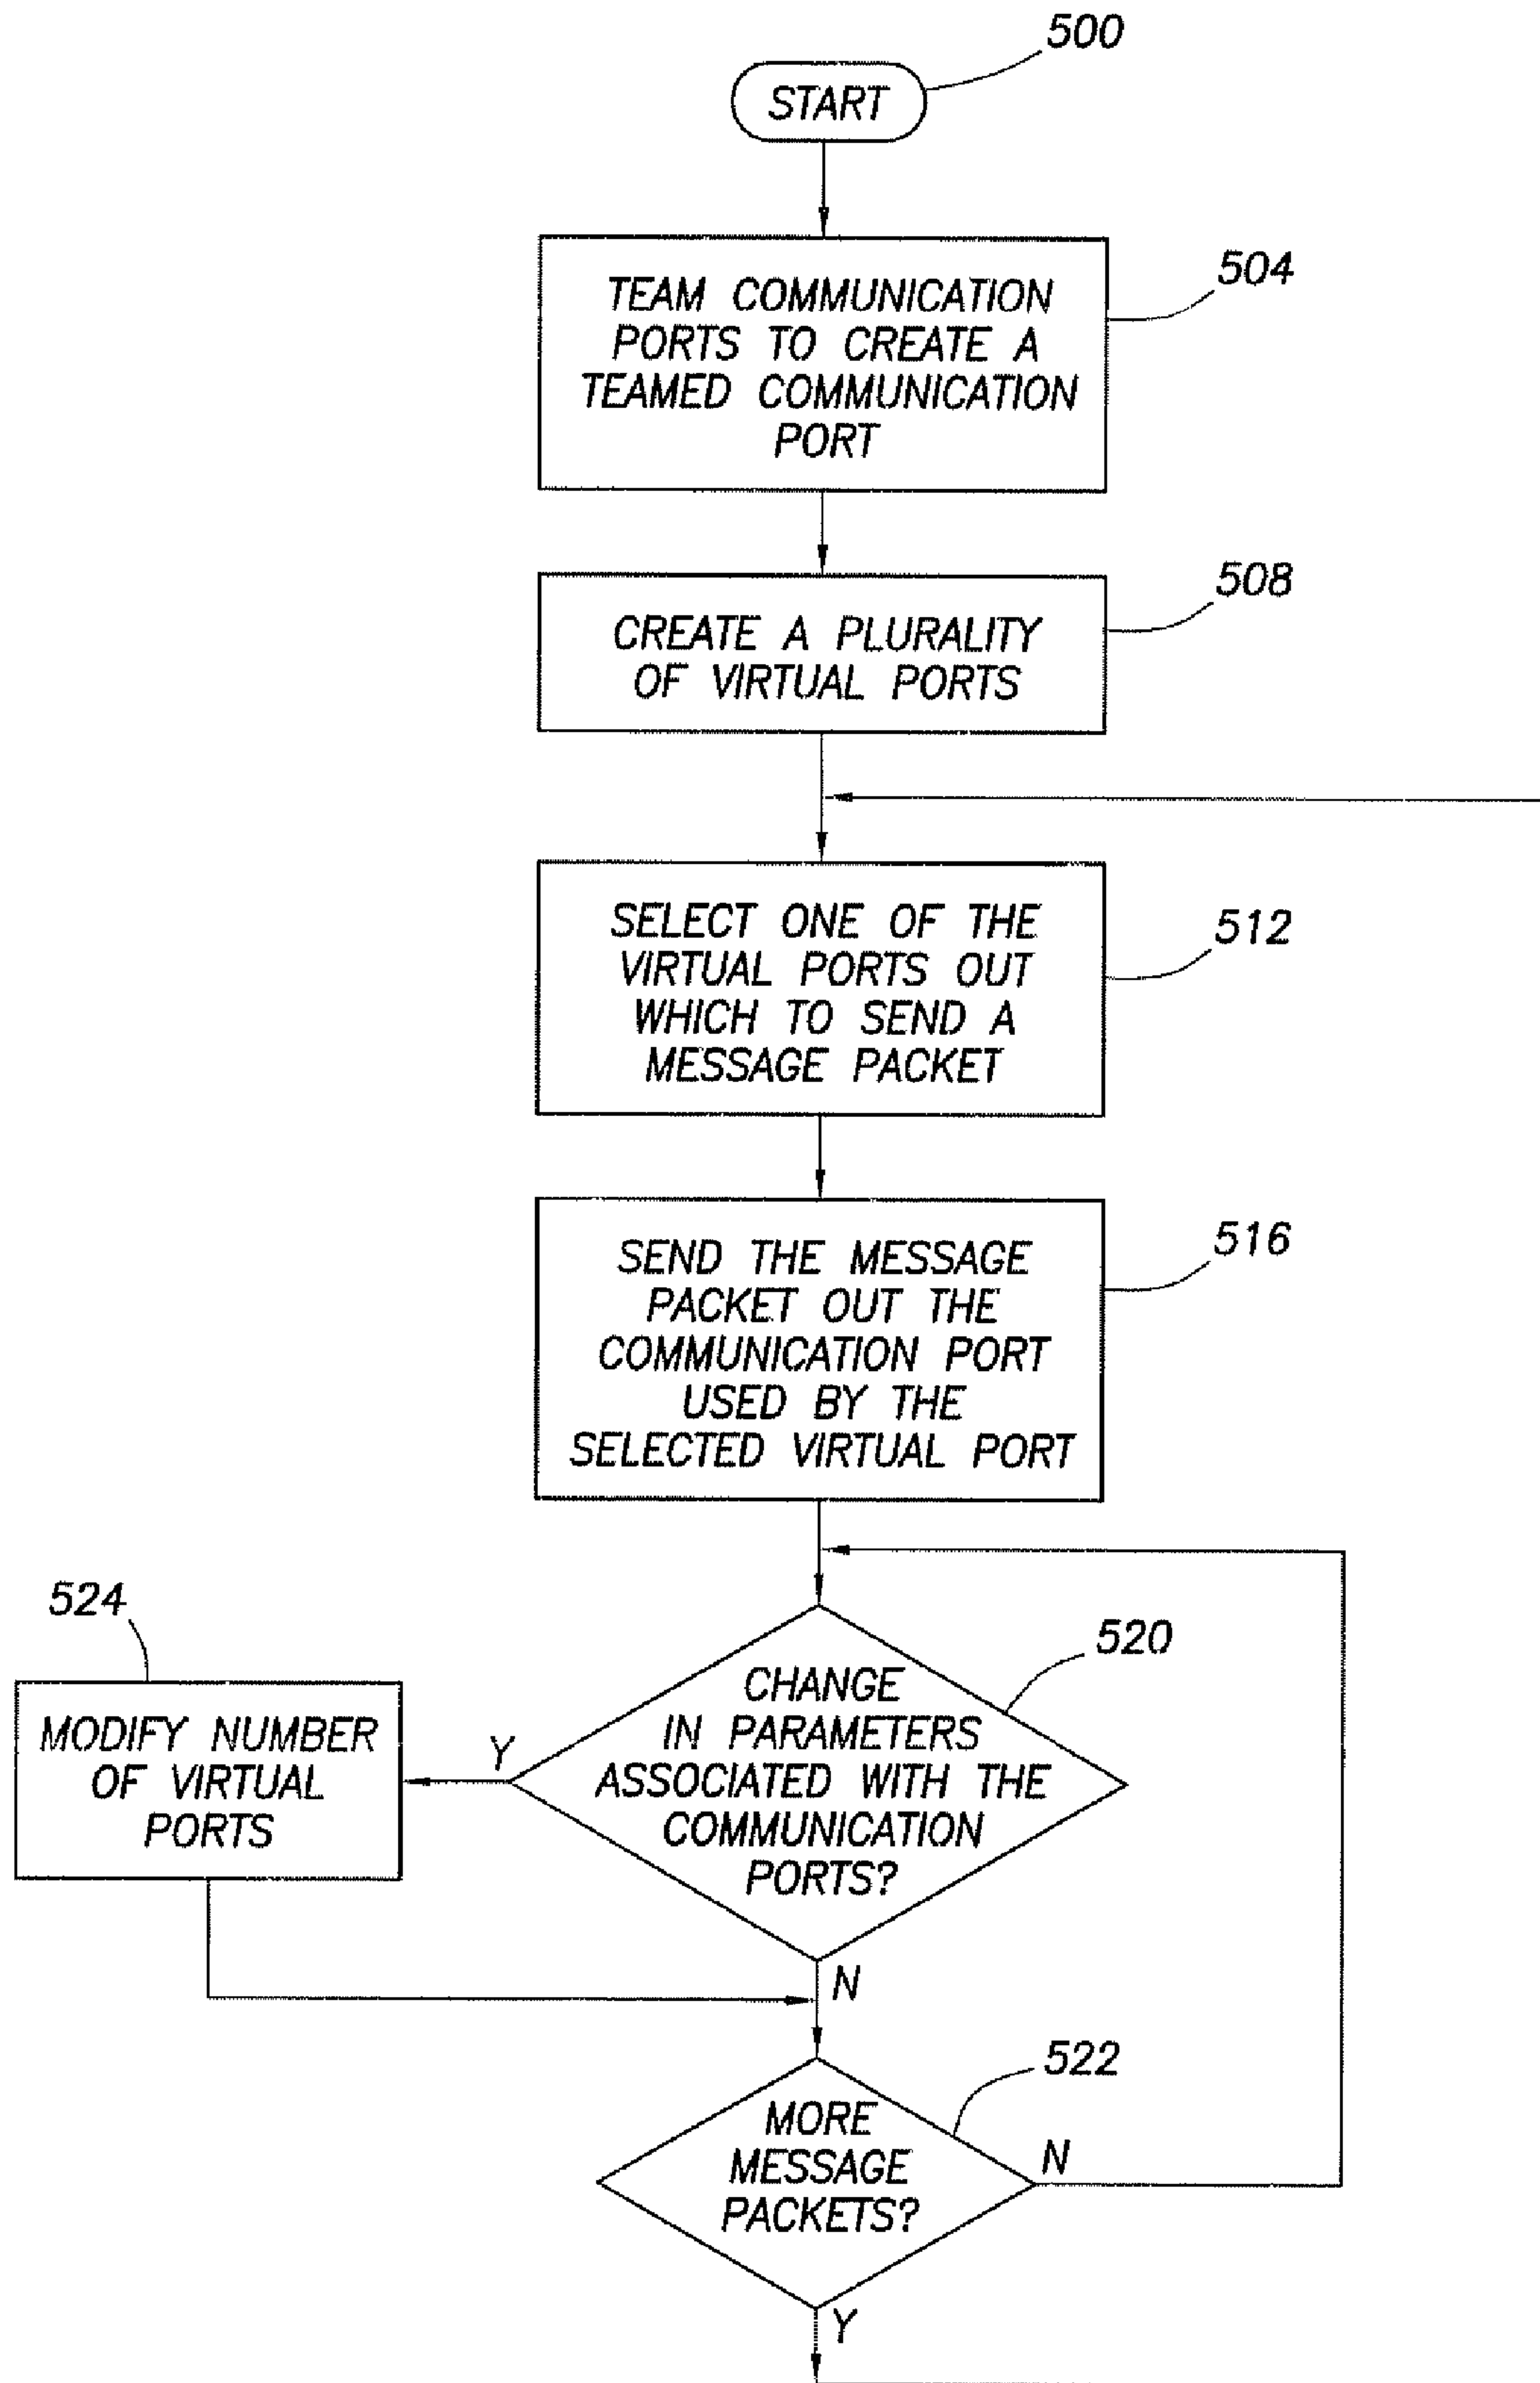 500
START
504
TEAM COMMUNICATION
PORTS TO CREATE A
TEAMED COMMUNICATION
PORT
508
CREATE A PLURALITY
OF VIRTUAL PORTS
512
SELECT ONE OF THE
VIRTUAL PORTS OUT
WHICH TO SEND A
MESSAGE PACKET
516
SEND THE MESSAGE
PACKET OUT THE
COMMUNICATION PORT
USED BY THE
SELECTED VIRTUAL PORT
524
MODIFY NUMBER
OF VIRTUAL
PORTS
Y
520
CHANGE
IN PARAMETERS
ASSOCIATED WITH THE
COMMUNICATION
PORTS?
N
522
MORE
MESSAGE
PACKETS?
N
Y